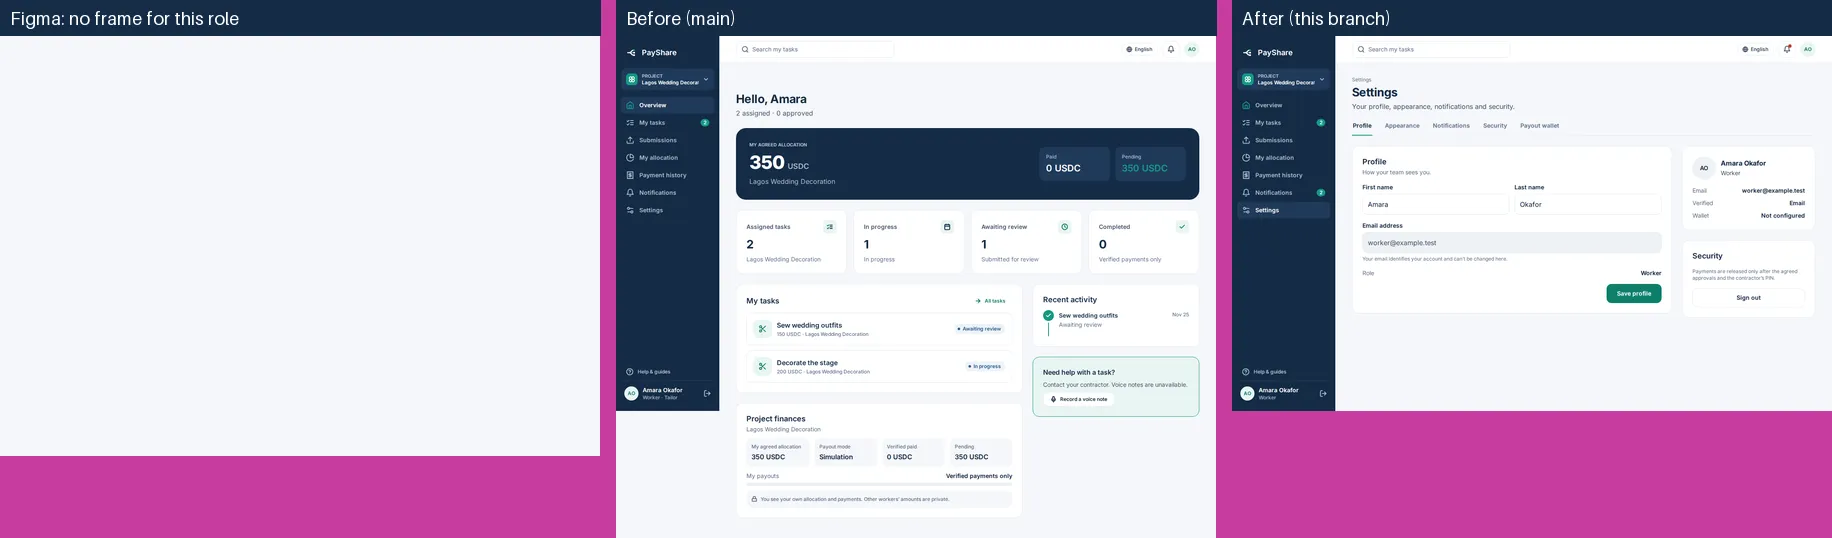 Figma: no frame for this role
Before (main)
PayShare
PROJECT
Lagos Wedding Decorat
Overview
My tasks 2
Submissions
My allocation
Payment history
Notifications
Settings
Help & guides
AO
Amara Okafor
Worker · Tailor
Search my tasks
English
AO
Hello, Amara
2 assigned · 0 approved
MY AGREED ALLOCATION
350 USDC
Lagos Wedding Decoration
Paid
0 USDC
Pending
350 USDC
Assigned tasks
2
Lagos Wedding Decoration
In progress
1
In progress
Awaiting review
1
Submitted for review
Completed
0
Verified payments only
My tasks
All tasks
Sew wedding outfits
150 USDC · Lagos Wedding Decoration
Awaiting review
Decorate the stage
200 USDC · Lagos Wedding Decoration
In progress
Recent activity
Sew wedding outfits
Nov 25
Awaiting review
Need help with a task?
Contact your contractor. Voice notes are unavailable.
Record a voice note
Project finances
Lagos Wedding Decoration
My agreed allocation
350 USDC
Payout mode
Simulation
Verified paid
0 USDC
Pending
350 USDC
My payouts
Verified payments only
You see your own allocation and payments. Other workers' amounts are private.
After (this branch)
PayShare
PROJECT
Lagos Wedding Decorat
Overview
My tasks 2
Submissions
My allocation
Payment history
Notifications 2
Settings
Help & guides
AO
Amara Okafor
Worker
Search my tasks
English
AO
Settings
Settings
Your profile, appearance, notifications and security.
Profile Appearance Notifications Security Payout wallet
Profile
How your team sees you.
First name
Amara
Last name
Okafor
Email address
worker@example.test
Your email identifies your account and can't be changed here.
Role
Worker
Save profile
AO
Amara Okafor
Worker
Email worker@example.test
Verified Email
Wallet Not configured
Security
Payments are released only after the agreed
approvals and the contractor's PIN.
Sign out